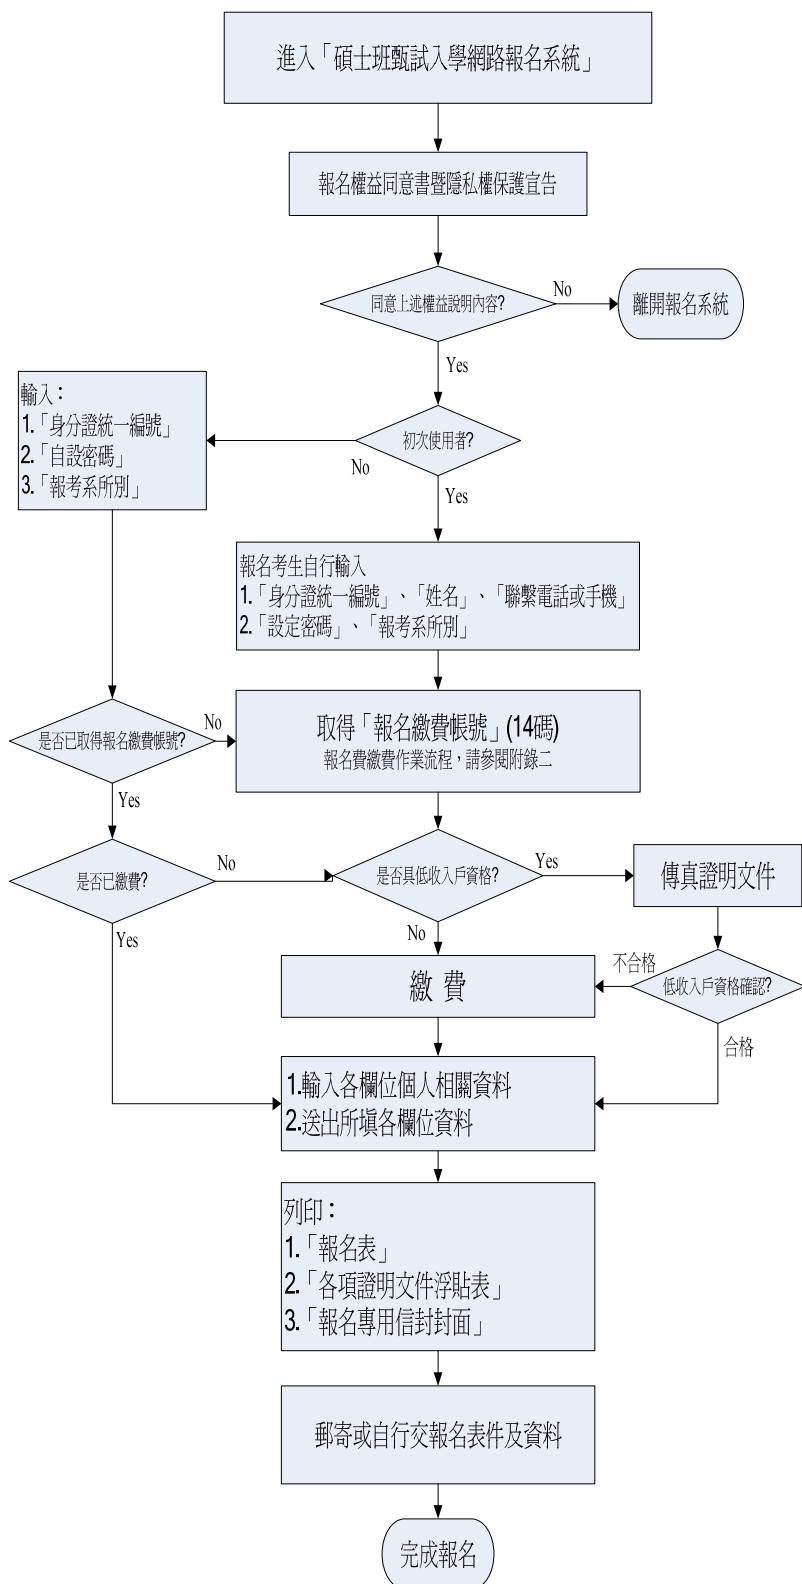 進入「碩士班甄試入學網路報名系統」
報名權益同意書暨隱私權保護宣告
同意上述權益說明內容?
No
離開報名系統
Yes
初次使用者?
No
Yes
輸入：
1.「身分證統一編號」
2.「自設密碼」
3.「報考系所別」
報名考生自行輸入
1.「身分證統一編號」、「姓名」、「聯繫電話或手機」
2.「設定密碼」、「報考系所別」
是否已取得報名繳費帳號?
No
取得「報名繳費帳號」(14碼)
報名費繳費作業流程，請參閱附錄二
Yes
是否已繳費?
No
是否具低收入戶資格?
Yes
傳真證明文件
Yes
No
繳 費
不合格
低收入戶資格確認?
合格
1.輸入各欄位個人相關資料
2.送出所填各欄位資料
列印：
1.「報名表」
2.「各項證明文件浮貼表」
3.「報名專用信封封面」
郵寄或自行交報名表件及資料
完成報名